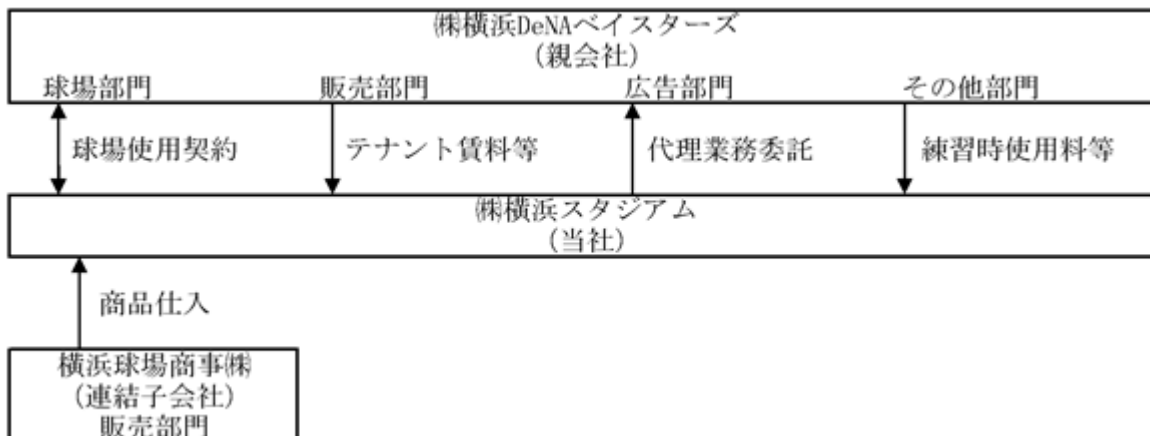 ㈱横浜DeNAベイスターズ
（親会社）
球場部門 販売部門 広告部門 その他部門
球場使用契約 テナント賃料等 代理業務委託 練習時使用料等
㈱横浜スタジアム
（当社）
商品仕入
横浜球場商事㈱
（連結子会社）
販売部門